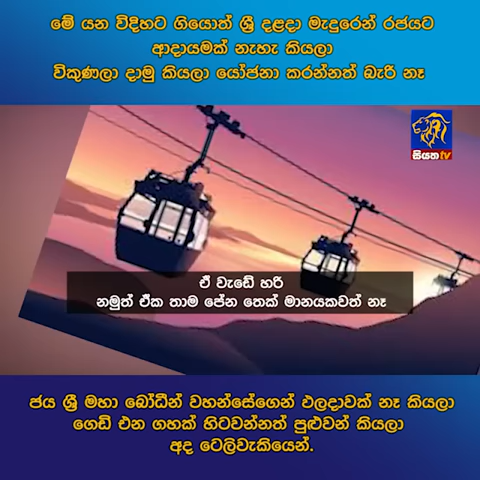 මේ යන විදිහට ගියොත් ශ්‍රී දළදා මැදුරෙන් රජයට
ආදායමක් නැහැ කියලා
විකුණලා දාමු කියලා යෝජනා කරන්නත් බැරි නෑ
සියත tv
ඒ වැඩේ හරි
නමුත් ඒක තාම පේන තෙක් මානයකවත් නෑ
ජය ශ්‍රී මහා බෝධීන් වහන්සේගෙන් ඵලදාවක් නෑ කියලා
ගෙඩි එන ගහක් හිටවන්නත් පුළුවන් කියලා
අද ටෙලිවැකියෙන්.